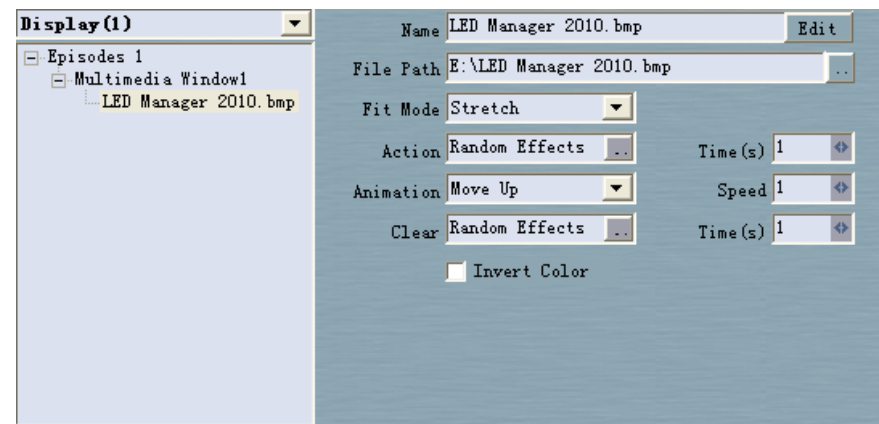 Display(1)
Episodes 1
Multimedia Window1
LED Manager 2010.bmp
Name LED Manager 2010.bmp Edit
File Path E:\LED Manager 2010.bmp ..
Fit Mode Stretch
Action Random Effects .. Time(s) 1
Animation Move Up Speed 1
Clear Random Effects .. Time(s) 1
Invert Color